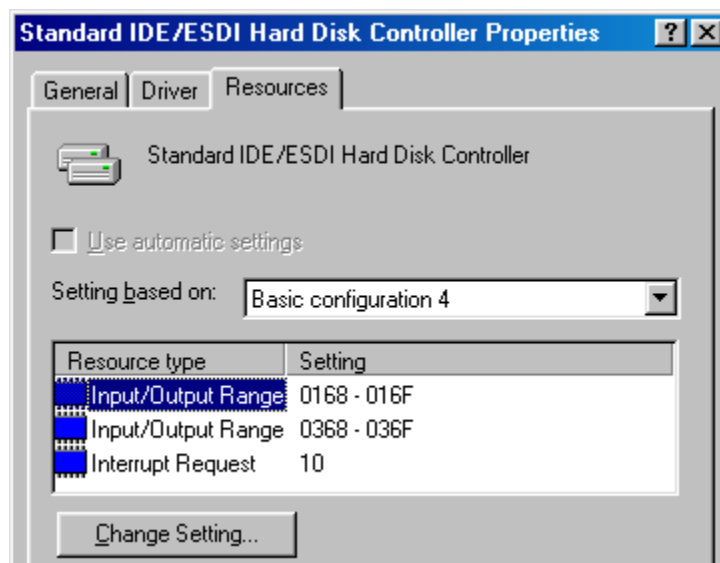 Standard IDE/ESDI Hard Disk Controller Properties ? ×
General Driver Resources
Standard IDE/ESDI Hard Disk Controller
Use automatic settings
Setting based on: Basic configuration 4
Resource type Setting
Input/Output Range 0168 - 016F
Input/Output Range 0368 - 036F
Interrupt Request 10
Change Setting...